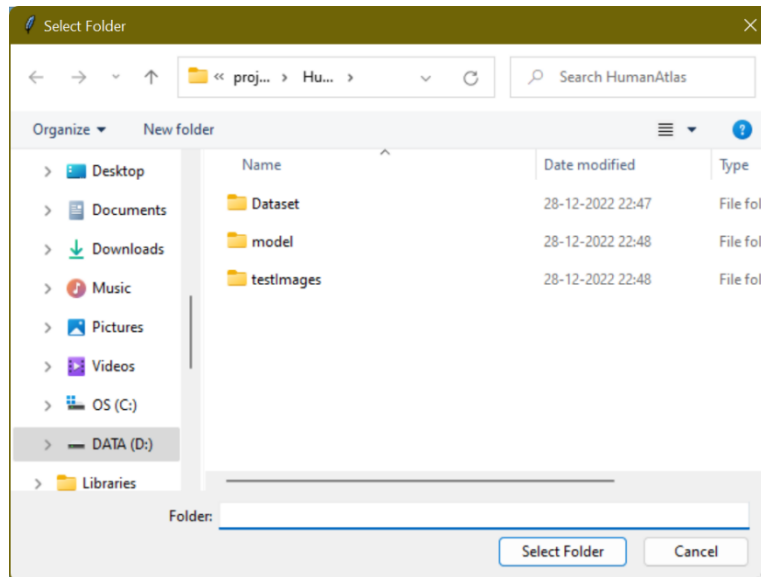 Select Folder
« proj... › Hu... ›
Search HumanAtlas
Organize
New folder
Name
Date modified
Type
Desktop
Documents
Downloads
Music
Pictures
Videos
OS (C:)
DATA (D:)
Libraries
Dataset 28-12-2022 22:47 File fol
model 28-12-2022 22:48 File fol
testImages 28-12-2022 22:48 File fol
Folder:
Select Folder
Cancel